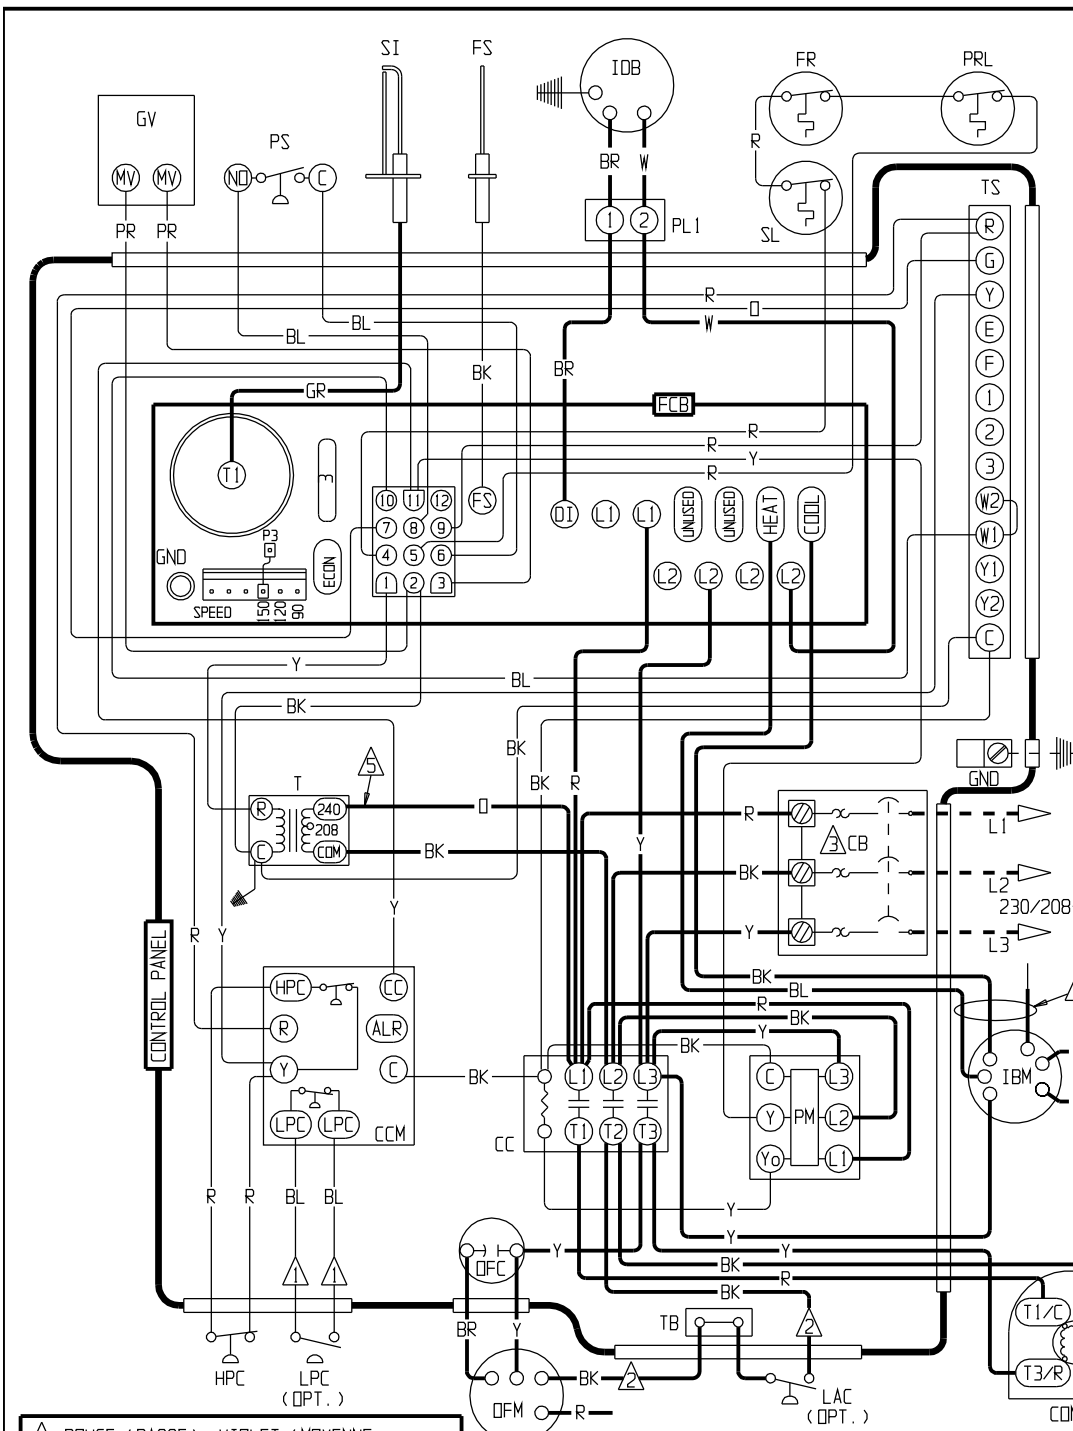 SI FS IDB FR PRL
GV
PS
MV MV NO C
R
BR W
TS
PR PR
1 2 PL1
SL
R
G
R
Y
O
BL
BL
W
E
BR
BK
F
GR
FCB
1
R
R
2
Y
T1
R
3
3
10 11 12 FS
DI L1 L1 UNUSED UNUSED HEAT COOL
W2
7 8 9
P3
W1
GND
4 5 6
ECON
L2 L2 L2 L2
Y1
1 2 3
SPEED 150 120 90
Y2
C
Y
BL
BK
BK
5
T
BK R
GND
R 240
O
208
Y
R
L1
3 CB
C COM
BK
BK
L2
230/208
R Y Y
Y
L3
CONTROL PANEL
BK
HPC CC
BL
R
R ALR
BK
Y
BK
Y C
BK
L1 L2 L3
C L3
IBM
Y PM L2
LPC LPC
CCM
CC
T1 T2 T3
Yo L1
R R BL BL
Y
Y
Y
Y
OFC
BK
R
1 1
BK
T1/C
BR Y
TB
2
T3/R
HPC
LPC
(OPT.)
BK 2
LAC
(OPT.)
OFM
R